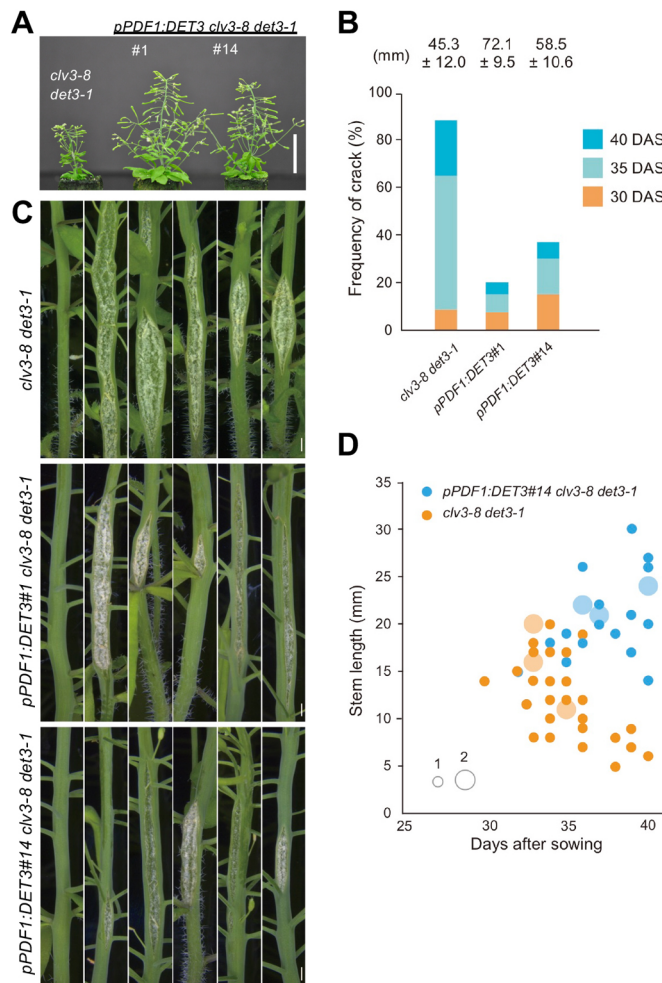 A
pPDF1:DET3 clv3-8 det3-1
#1 #14
clv3-8
det3-1
B
45.3 72.1 58.5
(mm) ± 12.0 ± 9.5 ± 10.6
Frequency of crack (%)
100
80
60
40
20
0
40 DAS
35 DAS
30 DAS
clv3-8 det3-1
pPDF1:DET3#1
pPDF1:DET3#14
C
clv3-8 det3-1
pPDF1:DET3#1 clv3-8 det3-1
pPDF1:DET3#14 clv3-8 det3-1
D
Stem length (mm)
35
30
25
20
15
10
5
0
pPDF1:DET3#14 clv3-8 det3-1
clv3-8 det3-1
1 2
25 30 35 40
Days after sowing